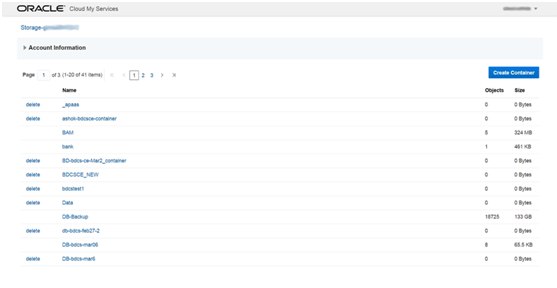 ORACLE® Cloud My Services
Storage-
Account Information
Page 1 of 3 (1-20 of 41 items) 1 2 3
Create Container
Name Objects Size
delete _apaas 0 0 Bytes
delete ashok-bdcsce-container 0 0 Bytes
BAM 5 324 MB
bank 1 461 KB
delete BD-bdcs-ce-Mar2_container 0 0 Bytes
delete BDCSCE_NEW 0 0 Bytes
delete bdcstest1 0 0 Bytes
delete Data 0 0 Bytes
DB-Backup 18725 133 GB
delete db-bdcs-feb27-2 0 0 Bytes
DB-bdcs-mar06 8 65.5 KB
delete DB-bdcs-mar6 0 0 Bytes